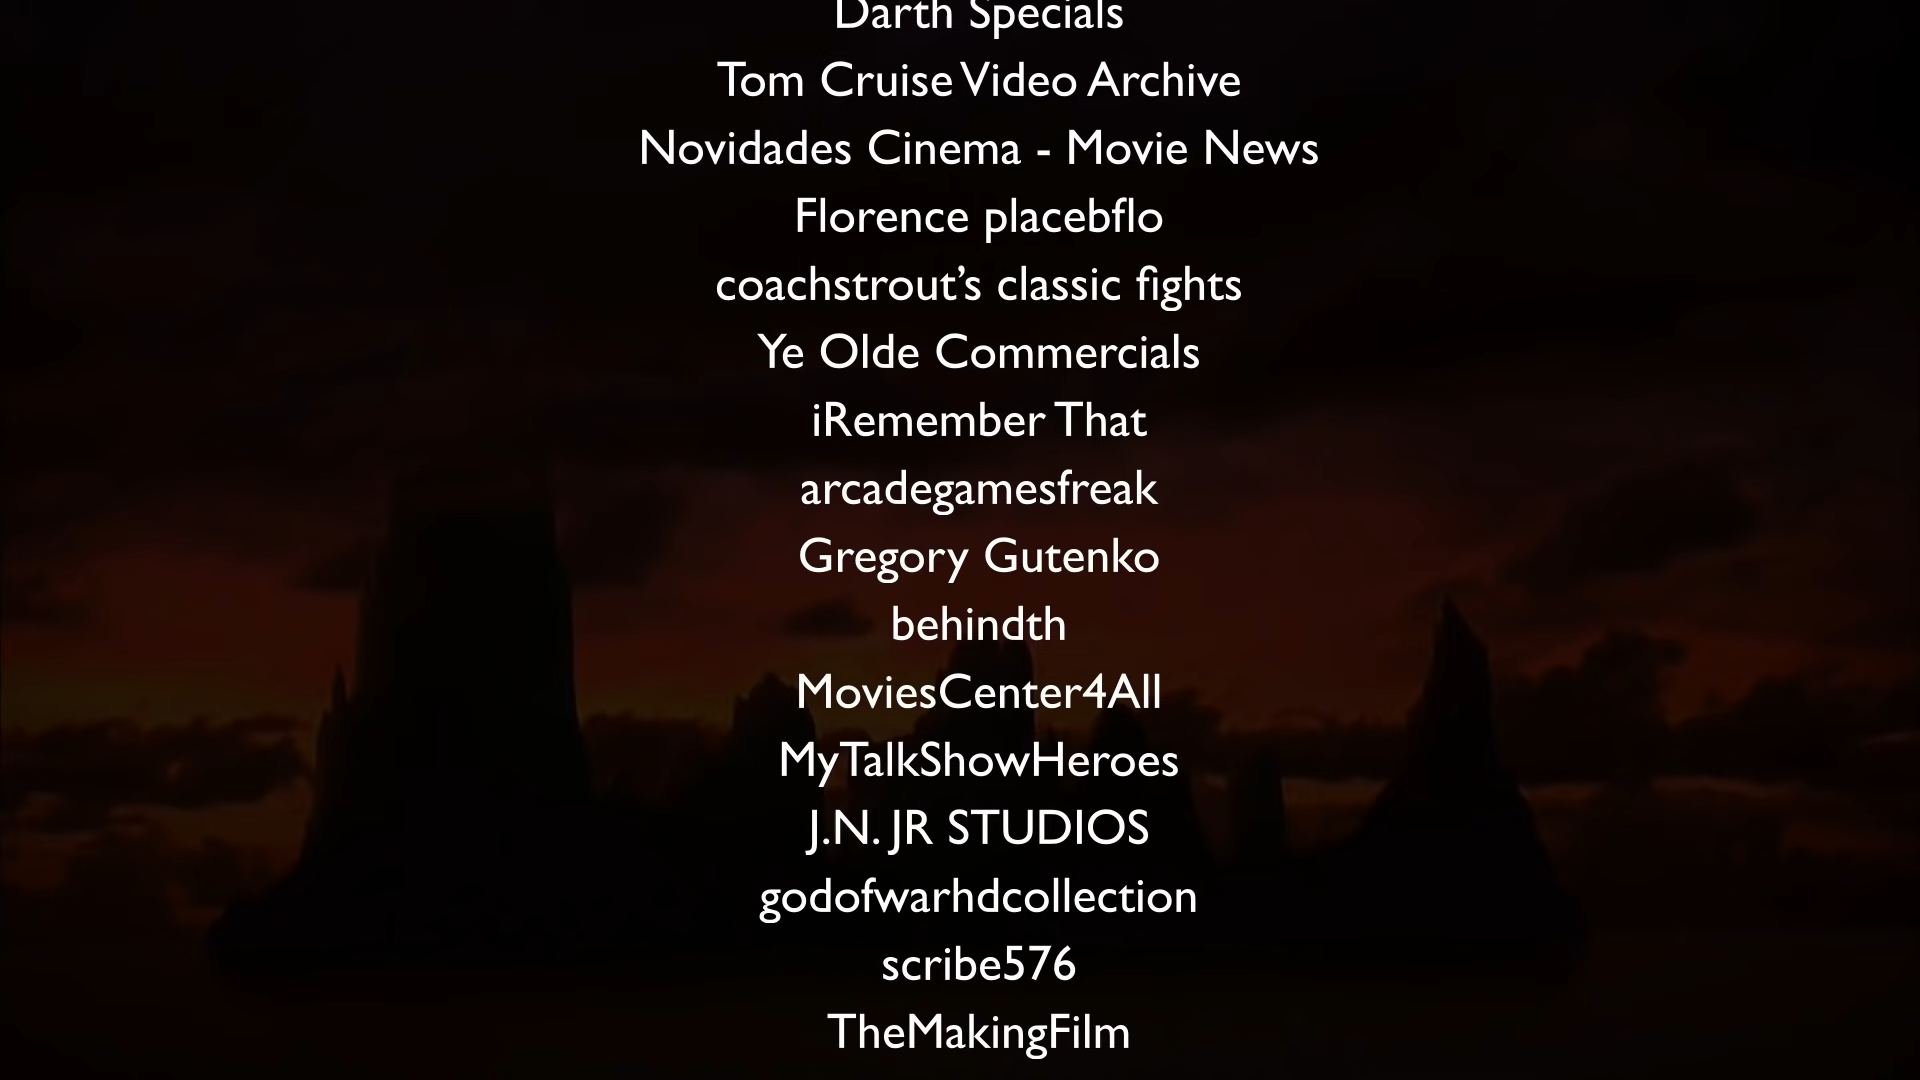 Darth Specials
Tom Cruise Video Archive
Novidades Cinema - Movie News
Florence placebflo
coachstrout’s classic fights
Ye Olde Commercials
iRemember That
arcadegamesfreak
Gregory Gutenko
behindth
MoviesCenter4All
MyTalkShowHeroes
J.N. JR STUDIOS
godofwarhdcollection
scribe576
TheMakingFilm